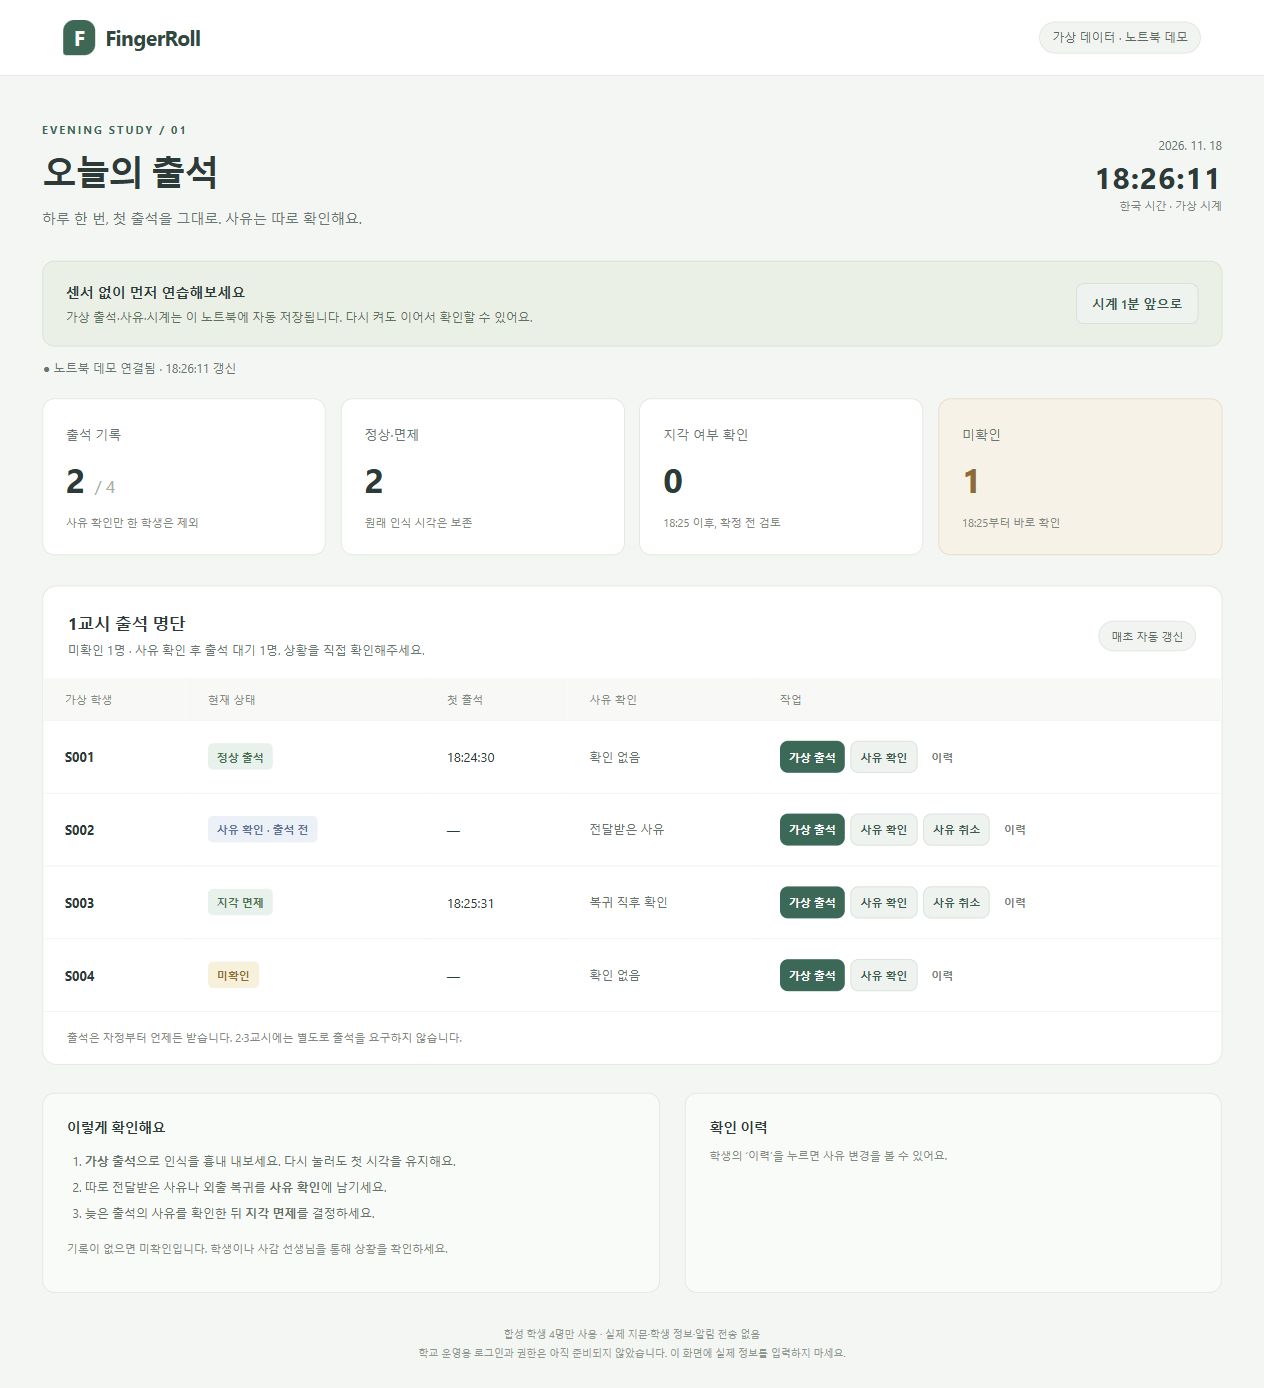 F FingerRoll
가상 데이터 · 노트북 데모
EVENING STUDY / 01
오늘의 출석
하루 한 번, 첫 출석을 그대로. 사유는 따로 확인해요.
2026. 11. 18
18:26:11
한국 시간 · 가상 시계
센서 없이 먼저 연습해보세요
가상 출석·사유·시계는 이 노트북에 자동 저장됩니다. 다시 켜도 이어서 확인할 수 있어요.
시계 1분 앞으로
● 노트북 데모 연결됨 · 18:26:11 갱신
출석 기록
2 / 4
사유 확인만 한 학생은 제외
정상·면제
2
원래 인식 시각은 보존
지각 여부 확인
0
18:25 이후, 확정 전 검토
미확인
1
18:25부터 바로 확인
1교시 출석 명단
미확인 1명 · 사유 확인 후 출석 대기 1명. 상황을 직접 확인해주세요.
매초 자동 갱신
가상 학생 현재 상태 첫 출석 사유 확인 작업
S001 정상 출석 18:24:30 확인 없음 가상 출석 사유 확인 이력
S002 사유 확인 · 출석 전 — 전달받은 사유 가상 출석 사유 확인 사유 취소 이력
S003 지각 면제 18:25:31 복귀 직후 확인 가상 출석 사유 확인 사유 취소 이력
S004 미확인 — 확인 없음 가상 출석 사유 확인 이력
출석은 자정부터 언제든 받습니다. 2·3교시에는 별도로 출석을 요구하지 않습니다.
이렇게 확인해요
1. 가상 출석으로 인식을 흉내 내보세요. 다시 눌러도 첫 시각을 유지해요.
2. 따로 전달받은 사유나 외출 복귀를 사유 확인에 남기세요.
3. 늦은 출석의 사유를 확인한 뒤 지각 면제를 결정하세요.
기록이 없으면 미확인입니다. 학생이나 사감 선생님을 통해 상황을 확인하세요.
확인 이력
학생의 '이력'을 누르면 사유 변경을 볼 수 있어요.
합성 학생 4명만 사용 · 실제 지문·학생 정보·알림 전송 없음
학교 운영용 로그인과 권한은 아직 준비되지 않았습니다. 이 화면에 실제 정보를 입력하지 마세요.